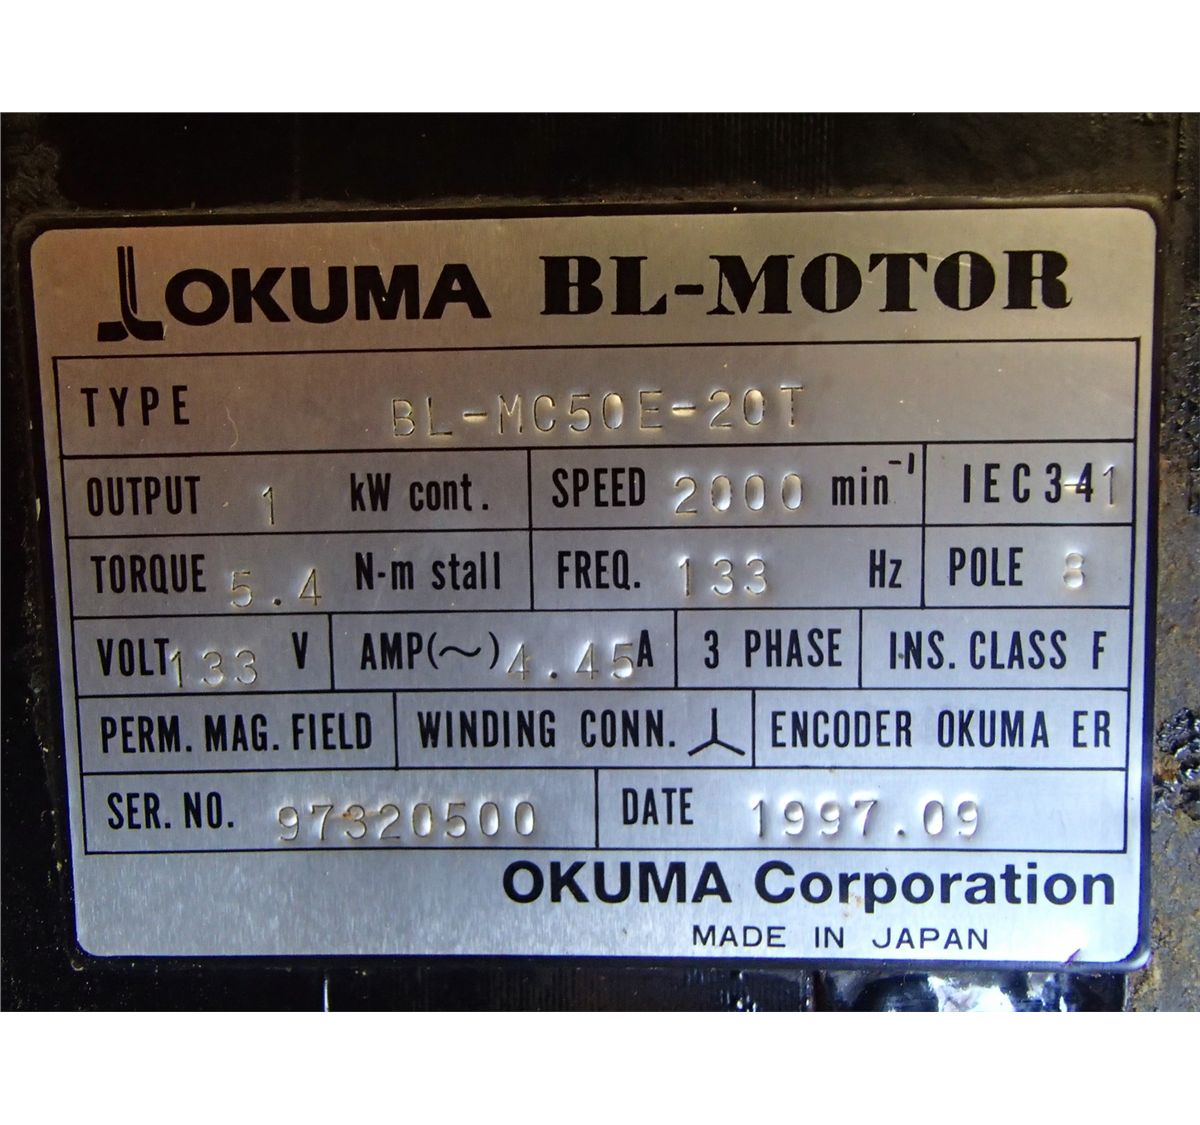 OKUMA BL-MOTOR
TYPE BL-MC50E-20T
OUTPUT 1 kW cont. SPEED 2000 min⁻¹ IEC 34-1
TORQUE 5.4 N-m stall FREQ. 133 Hz POLE 8
VOLT 133 V AMP(~) 4.45 A 3 PHASE INS. CLASS F
PERM. MAG. FIELD WINDING CONN. ENCODER OKUMA ER
SER. NO. 97320500 DATE 1997.09
OKUMA Corporation
MADE IN JAPAN